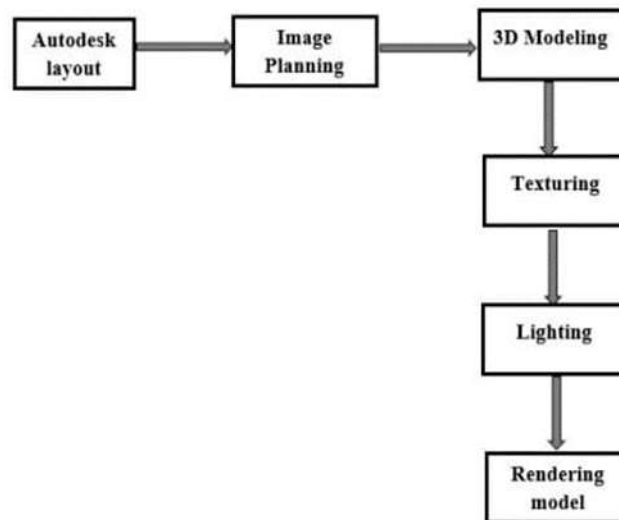 Autodesk
layout
Image
Planning
3D Modeling
Texturing
Lighting
Rendering
model